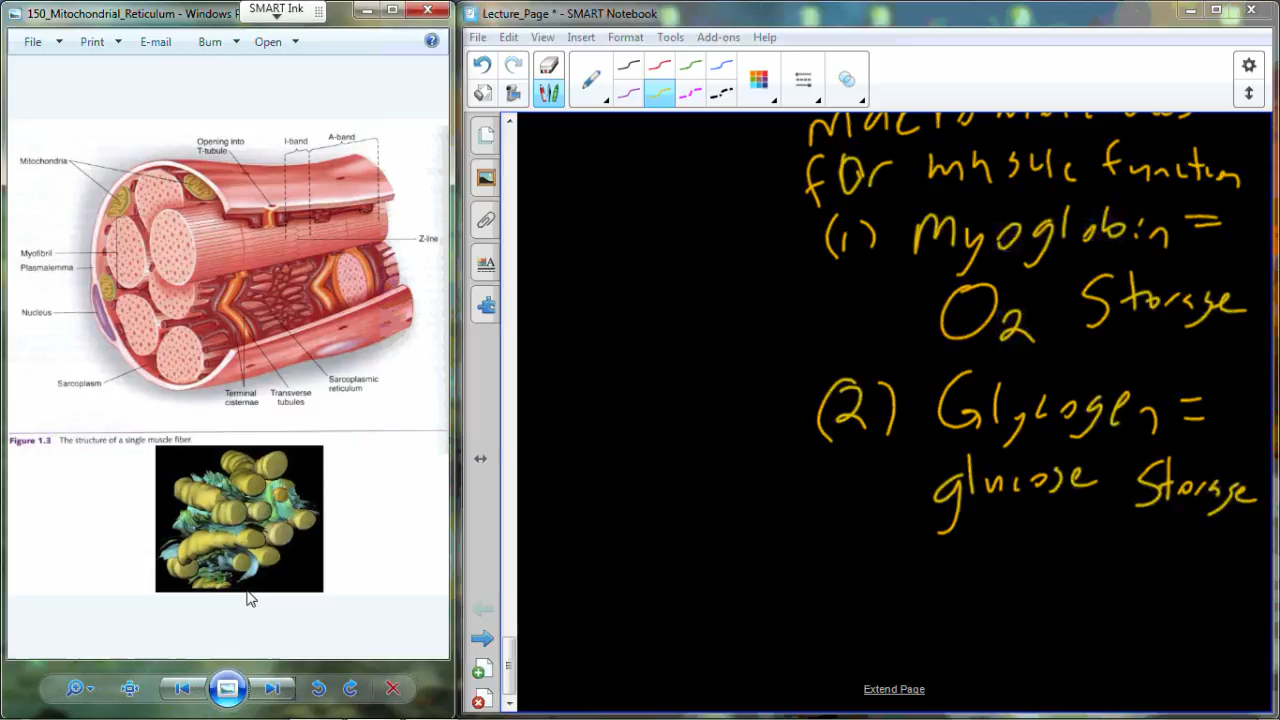 150_Mitochondrial_Reticulum - Windows P
SMART Ink
File Print E-mail Burn Open
Opening into
T-tubule
I-band
A-band
Mitochondria
Z-line
Myofibril
Plasmalemma
Nucleus
Sarcoplasm
Terminal
cisternae
Transverse
tubules
Sarcoplasmic
reticulum
Figure 1.3 The structure of a single muscle fiber.
Lecture_Page * - SMART Notebook
File Edit View Insert Format Tools Add-ons Help
for muscle function
(1) Myoglobin =
O2 Storage
(2) Glycogen =
glucose Storage
Extend Page